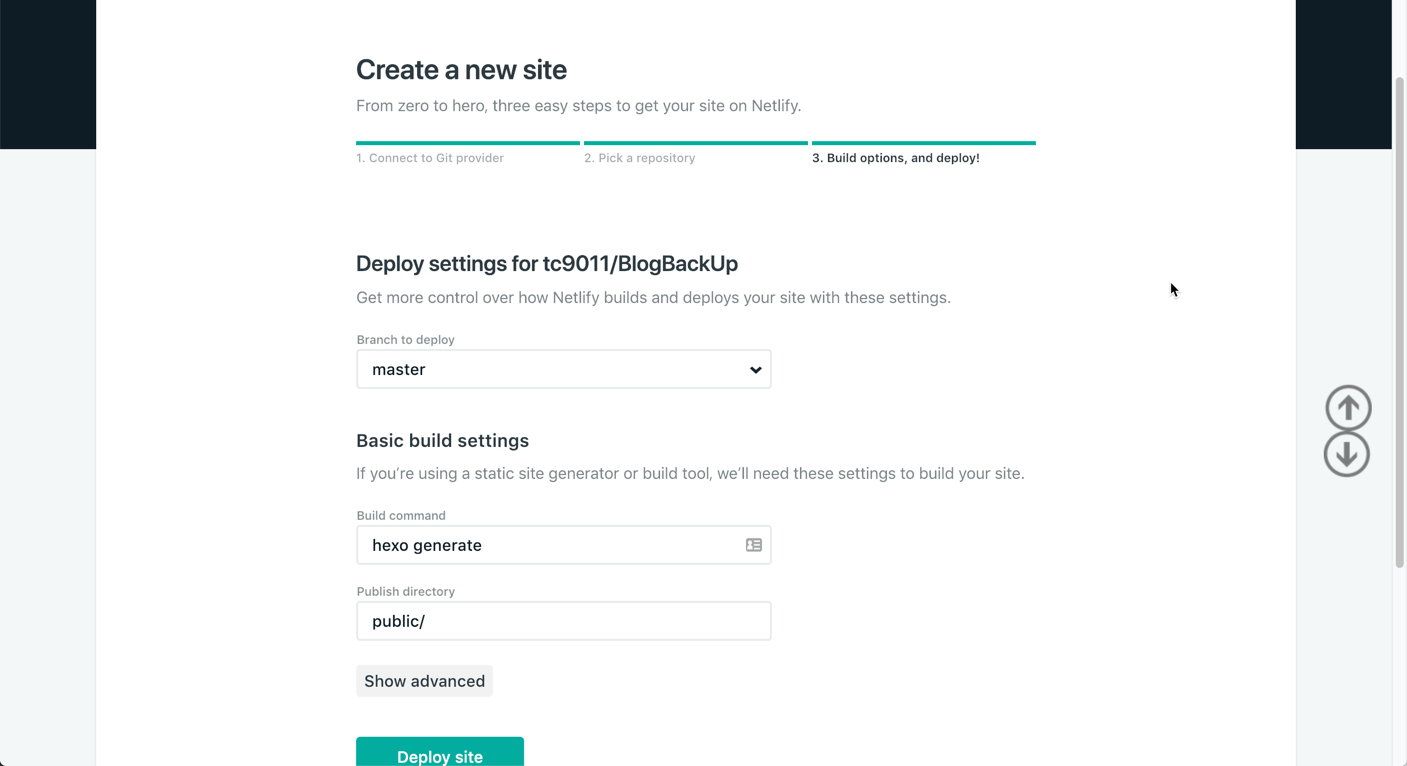 Create a new site
From zero to hero, three easy steps to get your site on Netlify.
1. Connect to Git provider
2. Pick a repository
3. Build options, and deploy!
Deploy settings for tc9011/BlogBackUp
Get more control over how Netlify builds and deploys your site with these settings.
Branch to deploy
master
Basic build settings
If you’re using a static site generator or build tool, we’ll need these settings to build your site.
Build command
hexo generate
Publish directory
public/
Show advanced
Deploy site